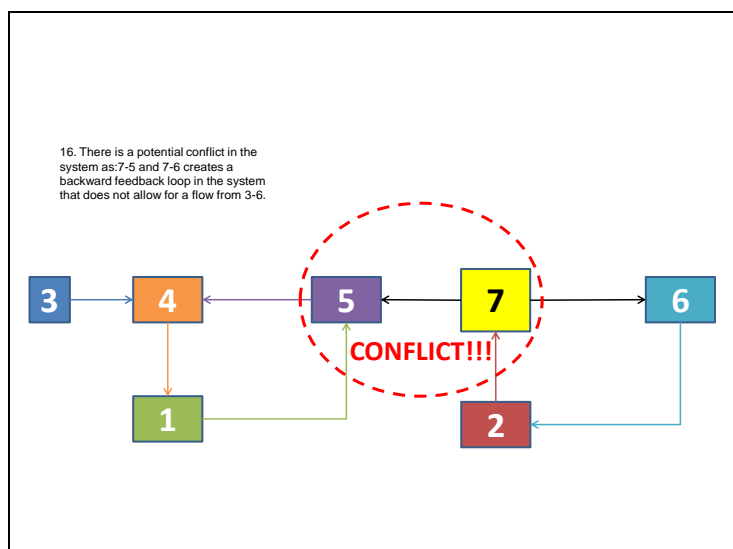 16. There is a potential conflict in the
system as:7-5 and 7-6 creates a
backward feedback loop in the system
that does not allow for a flow from 3-6.
3 4 5 7 6
CONFLICT!!!
1 2